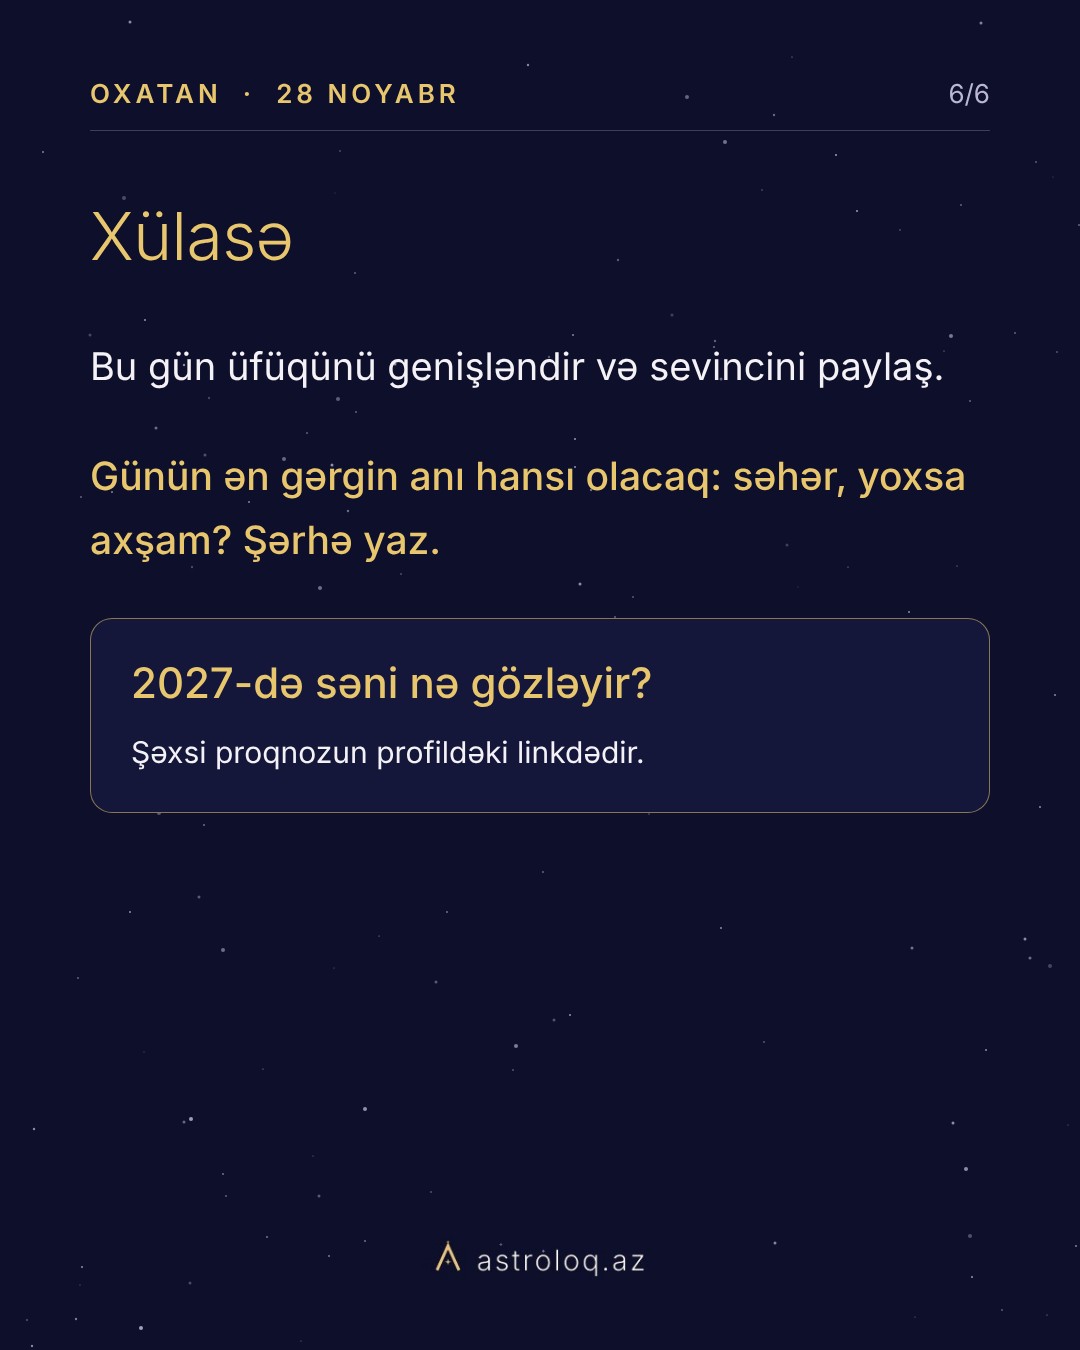 OXATAN · 28 NOYABR 6/6
Xülasə
Bu gün üfüqünü genişləndir və sevincini paylaş.
Günün ən gərgin anı hansı olacaq: səhər, yoxsa
axşam? Şərhə yaz.
2027-də səni nə gözləyir?
Şəxsi proqnozun profildəki linkdədir.
astroloq.az